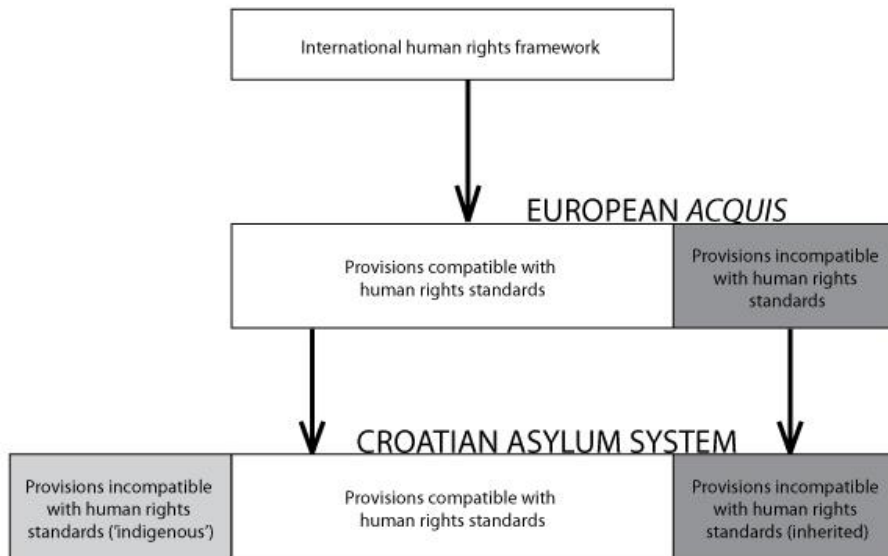 International human rights framework
EUROPEAN ACQUIS
Provisions compatible with
human rights standards
Provisions incompatible
with human rights
standards
CROATIAN ASYLUM SYSTEM
Provisions incompatible
with human rights
standards ('indigenous')
Provisions compatible with
human rights standards
Provisions incompatible
with human rights
standards (inherited)